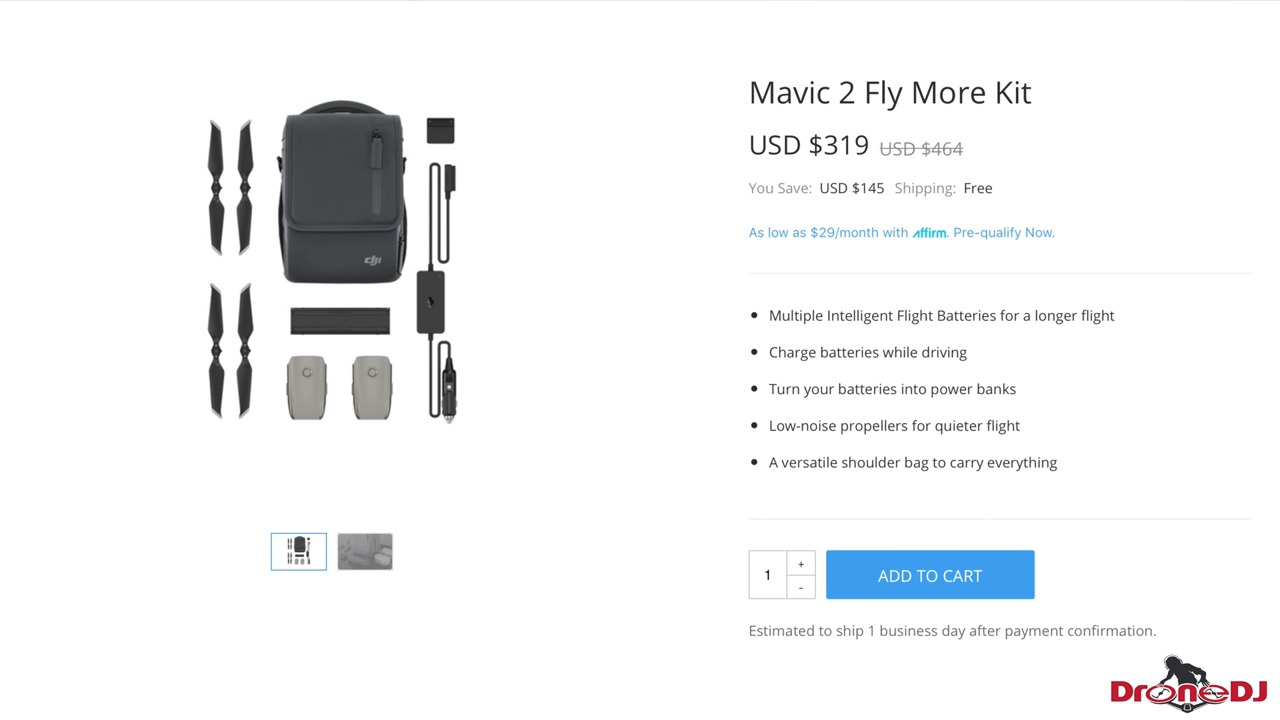 Mavic 2 Fly More Kit
USD $319 USD $464
You Save: USD $145 Shipping: Free
As low as $29/month with affirm. Pre-qualify Now.
Multiple Intelligent Flight Batteries for a longer flight
Charge batteries while driving
Turn your batteries into power banks
Low-noise propellers for quieter flight
A versatile shoulder bag to carry everything
dji
1 + -
ADD TO CART
Estimated to ship 1 business day after payment confirmation.
DroneDJ